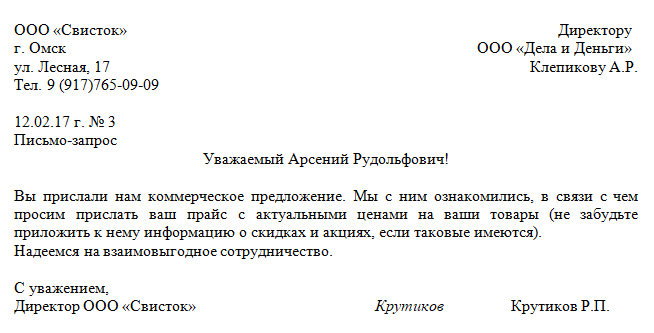 ООО «Свисток» Директору
г. Омск ООО «Дела и Деньги»
ул. Лесная, 17 Клепикову А.Р.
Тел. 9 (917)765-09-09
12.02.17 г. № 3
Письмо-запрос
Уважаемый Арсений Рудольфович!
Вы прислали нам коммерческое предложение. Мы с ним ознакомились, в связи с чем
просим прислать ваш прайс с актуальными ценами на ваши товары (не забудьте
приложить к нему информацию о скидках и акциях, если таковые имеются).
Надеемся на взаимовыгодное сотрудничество.
С уважением,
Директор ООО «Свисток» Крутиков Крутиков Р.П.